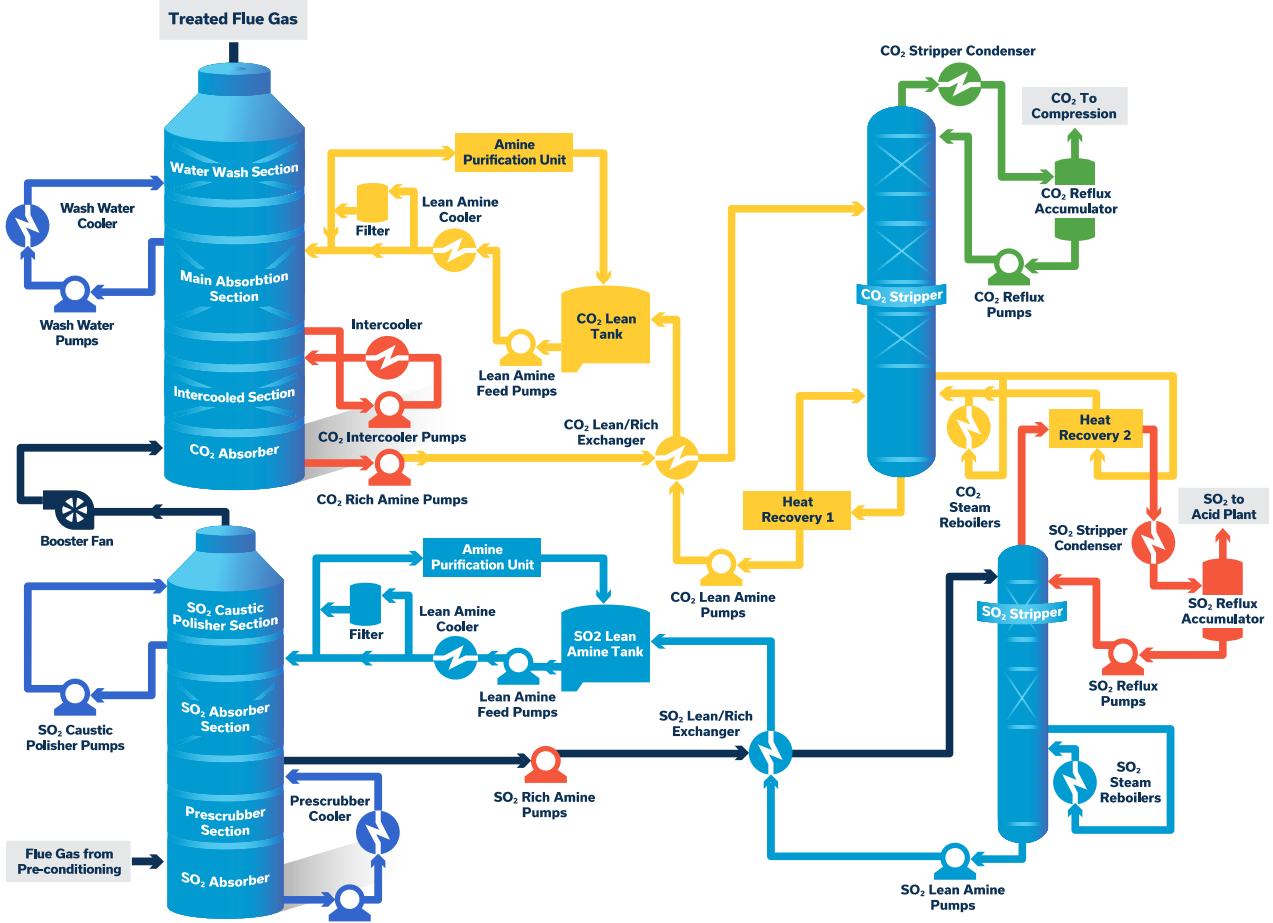 Treated Flue Gas
CO₂ Stripper Condenser
CO₂ To
Compression
Amine
Purification Unit
Water Wash Section
Wash Water
Cooler
Lean Amine
Cooler
Filter
CO₂ Reflux
Accumulator
Main Absorbtion
Section
CO₂ Stripper
CO₂ Reflux
Pumps
Wash Water
Pumps
Intercooler
CO₂ Lean
Tank
Lean Amine
Feed Pumps
Intercooled Section
CO₂ Intercooler Pumps
CO₂ Lean/Rich
Exchanger
Heat
Recovery 2
CO₂ Absorber
CO₂ Rich Amine Pumps
Heat
Recovery 1
CO₂
Steam
Reboilers
SO₂ to
Acid Plant
Booster Fan
SO₂ Stripper
Condenser
Amine
Purification Unit
CO₂ Lean Amine
Pumps
SO₂ Caustic
Polisher Section
Filter
Lean Amine
Cooler
SO2 Lean
Amine Tank
SO₂ Stripper
SO₂ Reflux
Accumulator
SO₂ Reflux
Pumps
Lean Amine
Feed Pumps
SO₂ Caustic
Polisher Pumps
SO₂ Absorber
Section
SO₂ Lean/Rich
Exchanger
SO₂ Rich Amine
Pumps
SO₂
Steam
Reboilers
Prescrubber
Cooler
Prescrubber
Section
Flue Gas from
Pre-conditioning
SO₂ Absorber
SO₂ Lean Amine
Pumps